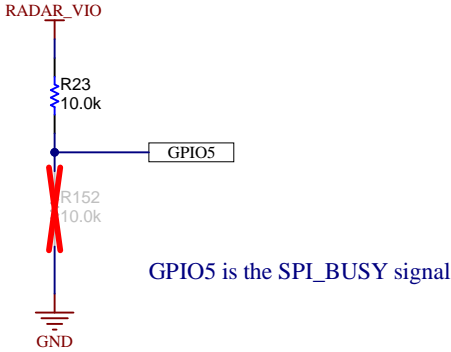 RADAR_VIO
R23
10.0k
GPIO5
R152
10.0k
GPIO5 is the SPI_BUSY signal
GND